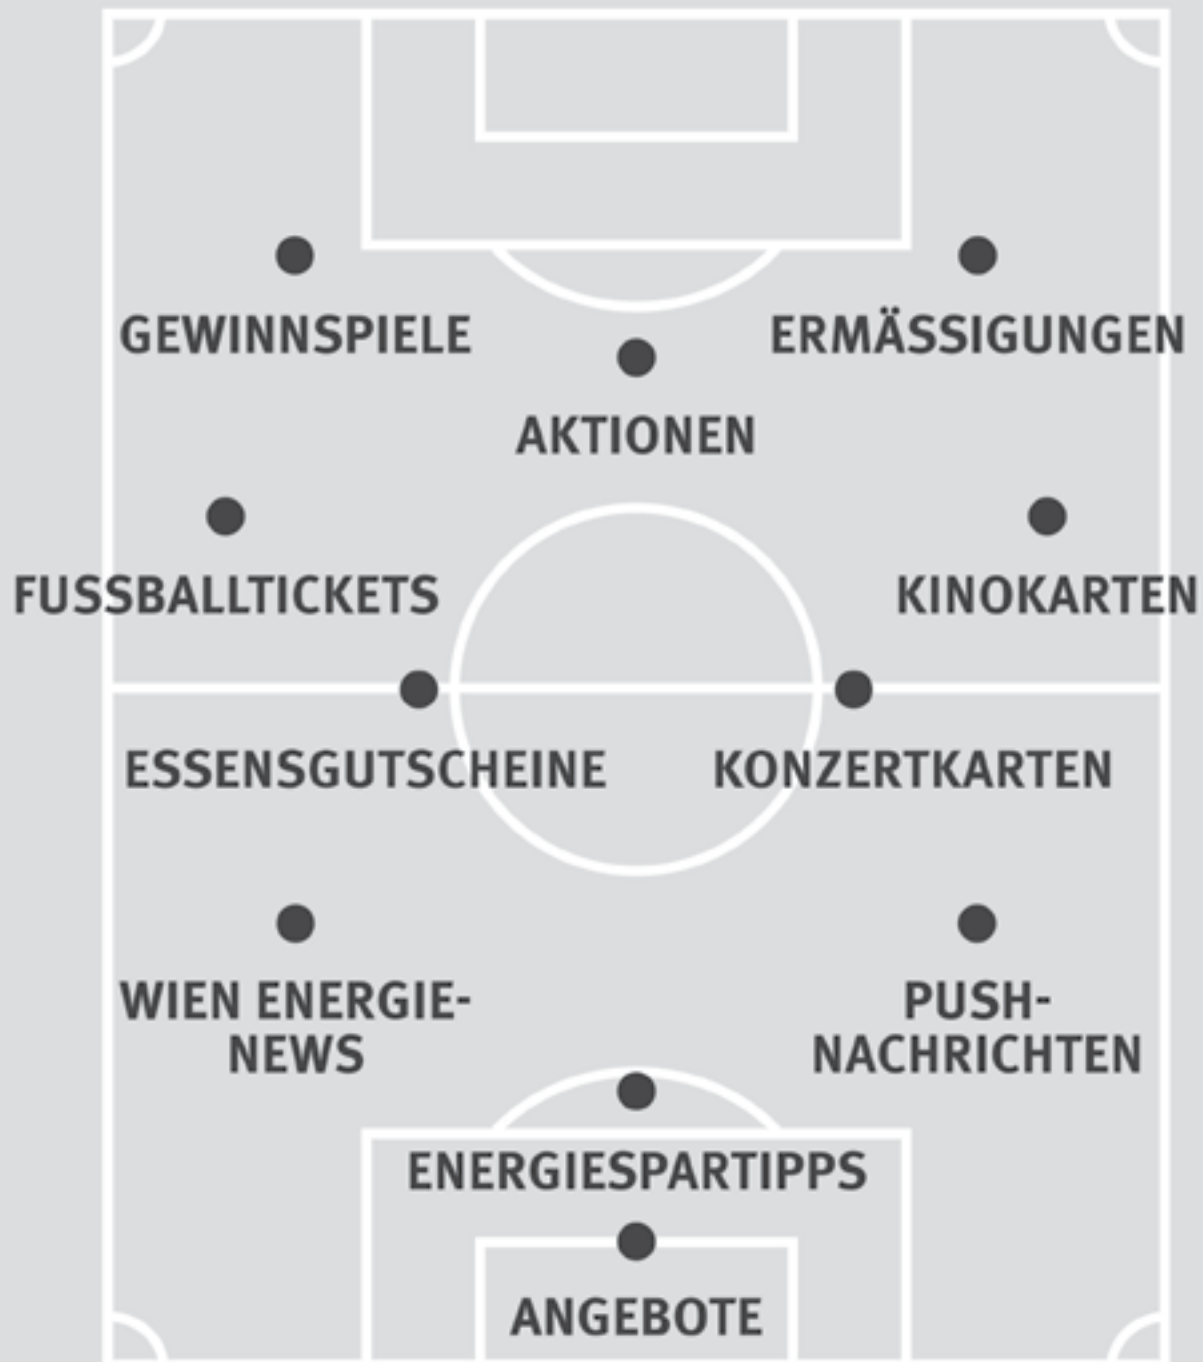 GEWINNSPIELE
ERMÄSSIGUNGEN
AKTIONEN
FUSSBALLTICKETS
KINOKARTEN
ESSENSGUTSCHEINE
KONZERTKARTEN
WIEN ENERGIE-
NEWS
PUSH-
NACHRICHTEN
ENERGIESPARTIPPS
ANGEBOTE